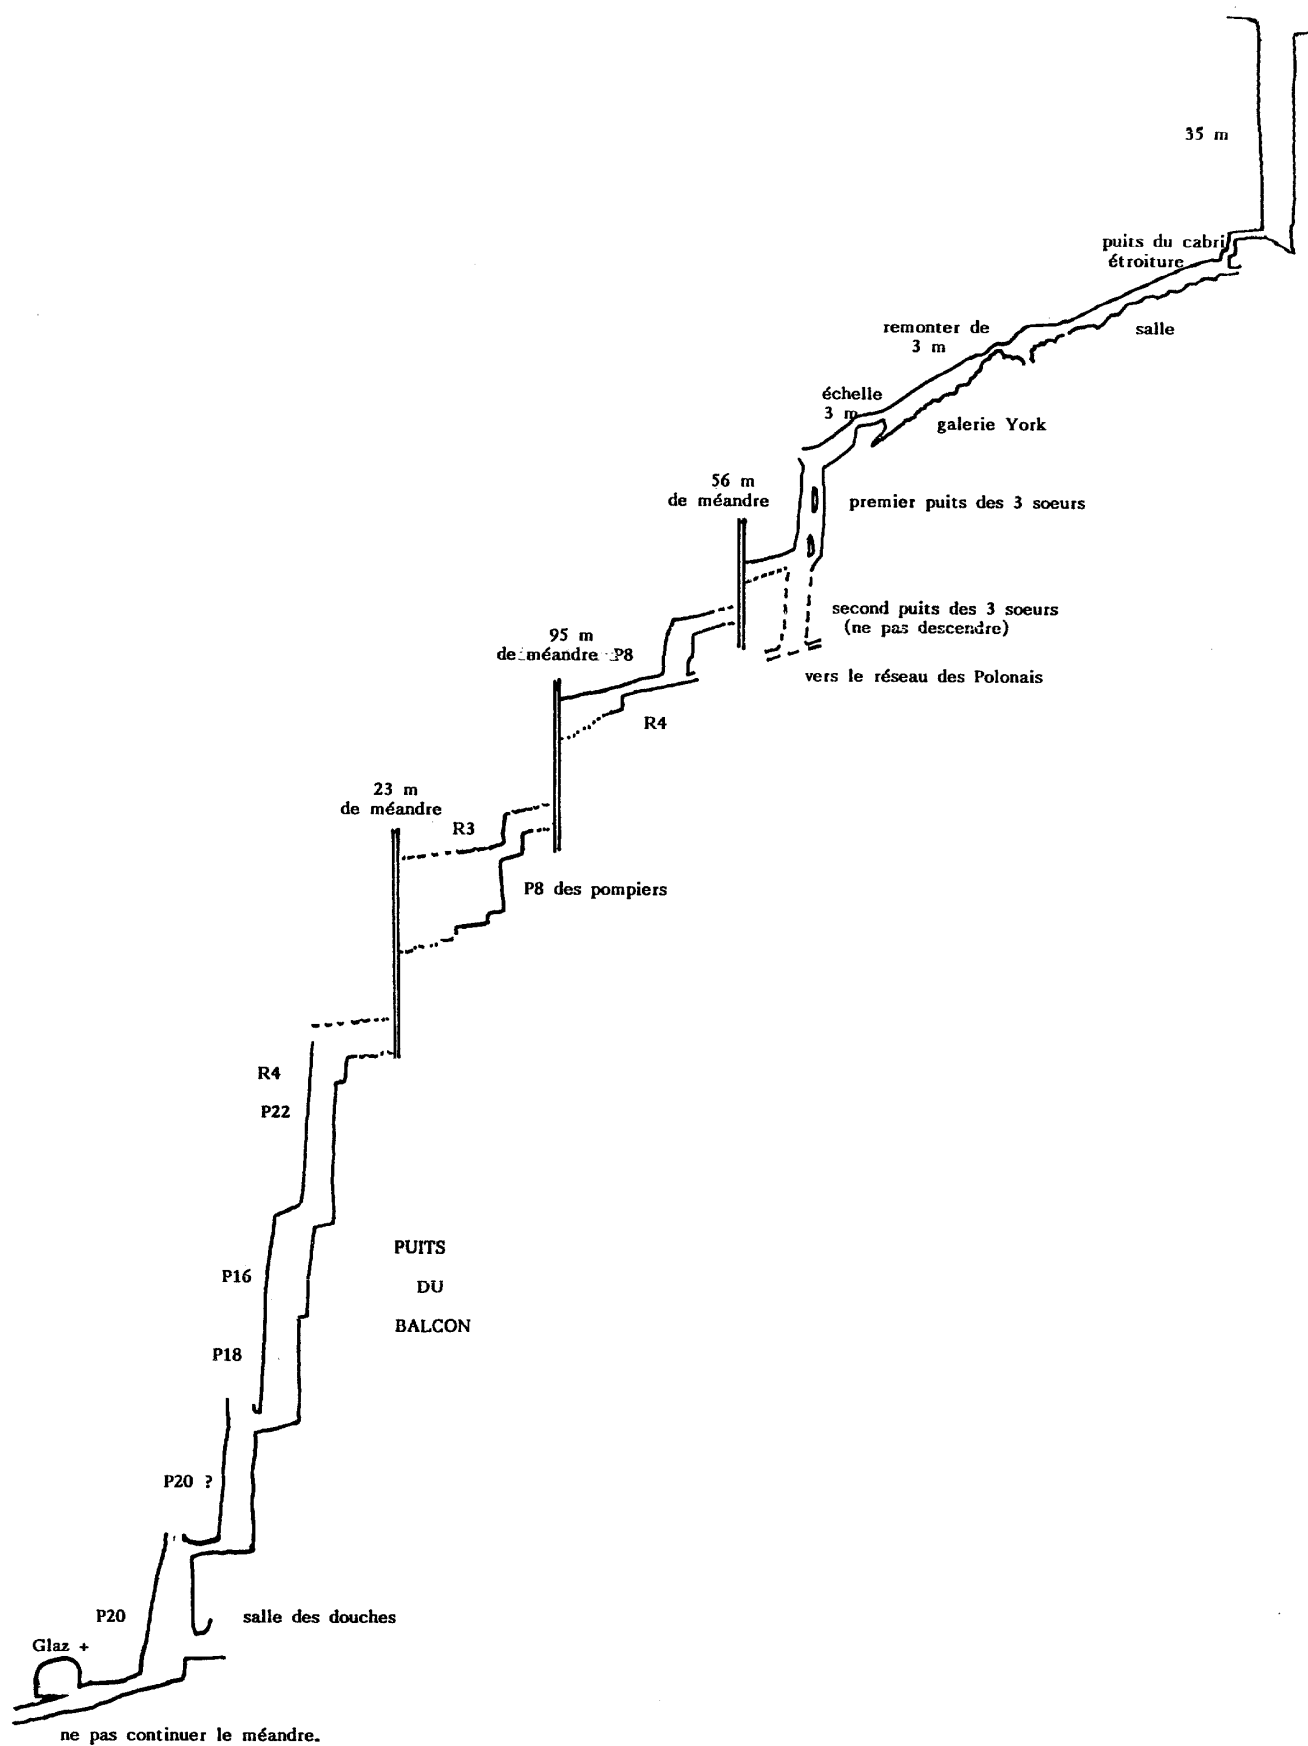 35 m
puits du cabri
étroiture
salle
remonter de
3 m
échelle
3 m
galerie York
56 m
de méandre
premier puits des 3 soeurs
second puits des 3 soeurs
(ne pas descendre)
vers le réseau des Polonais
95 m
de méandre P8
R4
23 m
de méandre
R3
P8 des pompiers
R4
P22
PUITS
DU
BALCON
P16
P18
P20 ?
P20
salle des douches
Glaz +
ne pas continuer le méandre.